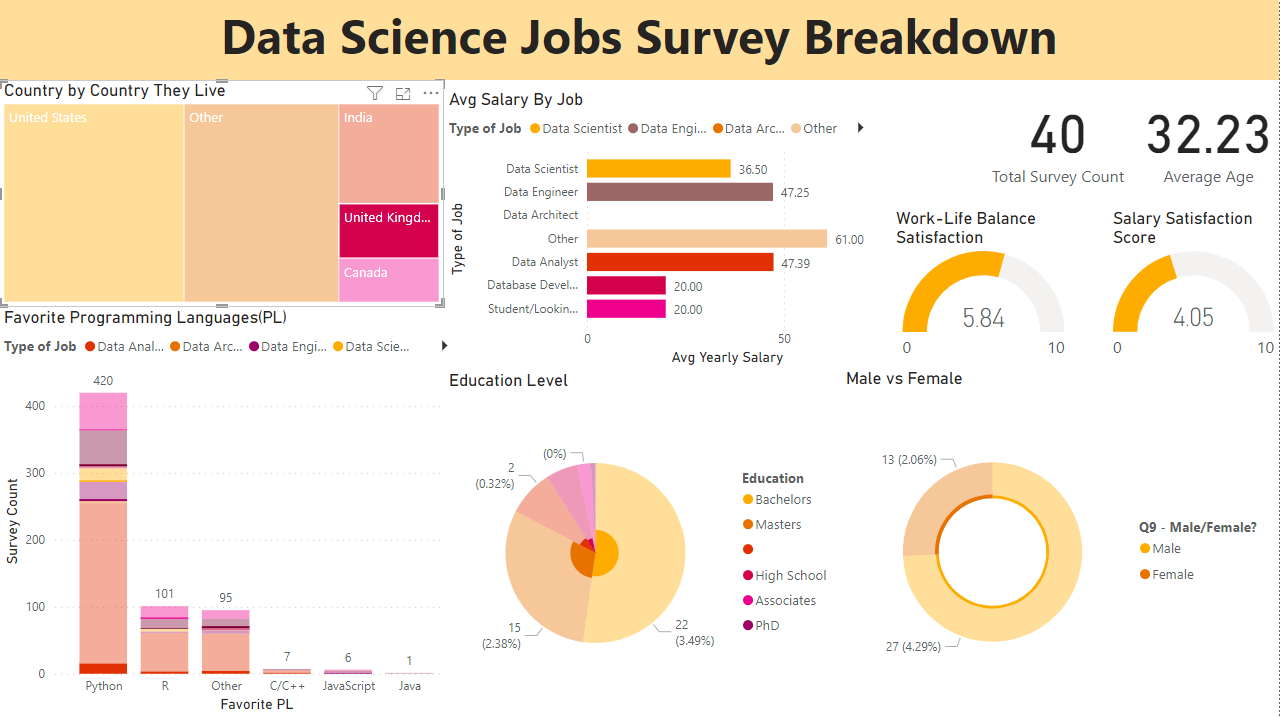 Data Science Jobs Survey Breakdown
Country by Country They Live
United States
Other
India
United Kingd...
Canada
Avg Salary By Job
Type of Job
Data Scientist
Data Engi...
Data Arc...
Other
Type of Job
Data Scientist
36.50
Data Engineer
47.25
Data Architect
Other
61.00
Data Analyst
47.39
Database Devel...
20.00
Student/Lookin...
20.00
0
50
Avg Yearly Salary
40
Total Survey Count
32.23
Average Age
Work-Life Balance
Satisfaction
5.84
0
10
Salary Satisfaction
Score
4.05
0
10
Favorite Programming Languages(PL)
Type of Job
Data Anal...
Data Arc...
Data Engi...
Data Scie...
Survey Count
400
300
200
100
0
420
101
95
7
6
1
Python
R
Other
C/C++
JavaScript
Java
Favorite PL
Education Level
(0%)
2
(0.32%)
15
(2.38%)
22
(3.49%)
Education
Bachelors
Masters
High School
Associates
PhD
Male vs Female
13 (2.06%)
27 (4.29%)
Q9 - Male/Female?
Male
Female